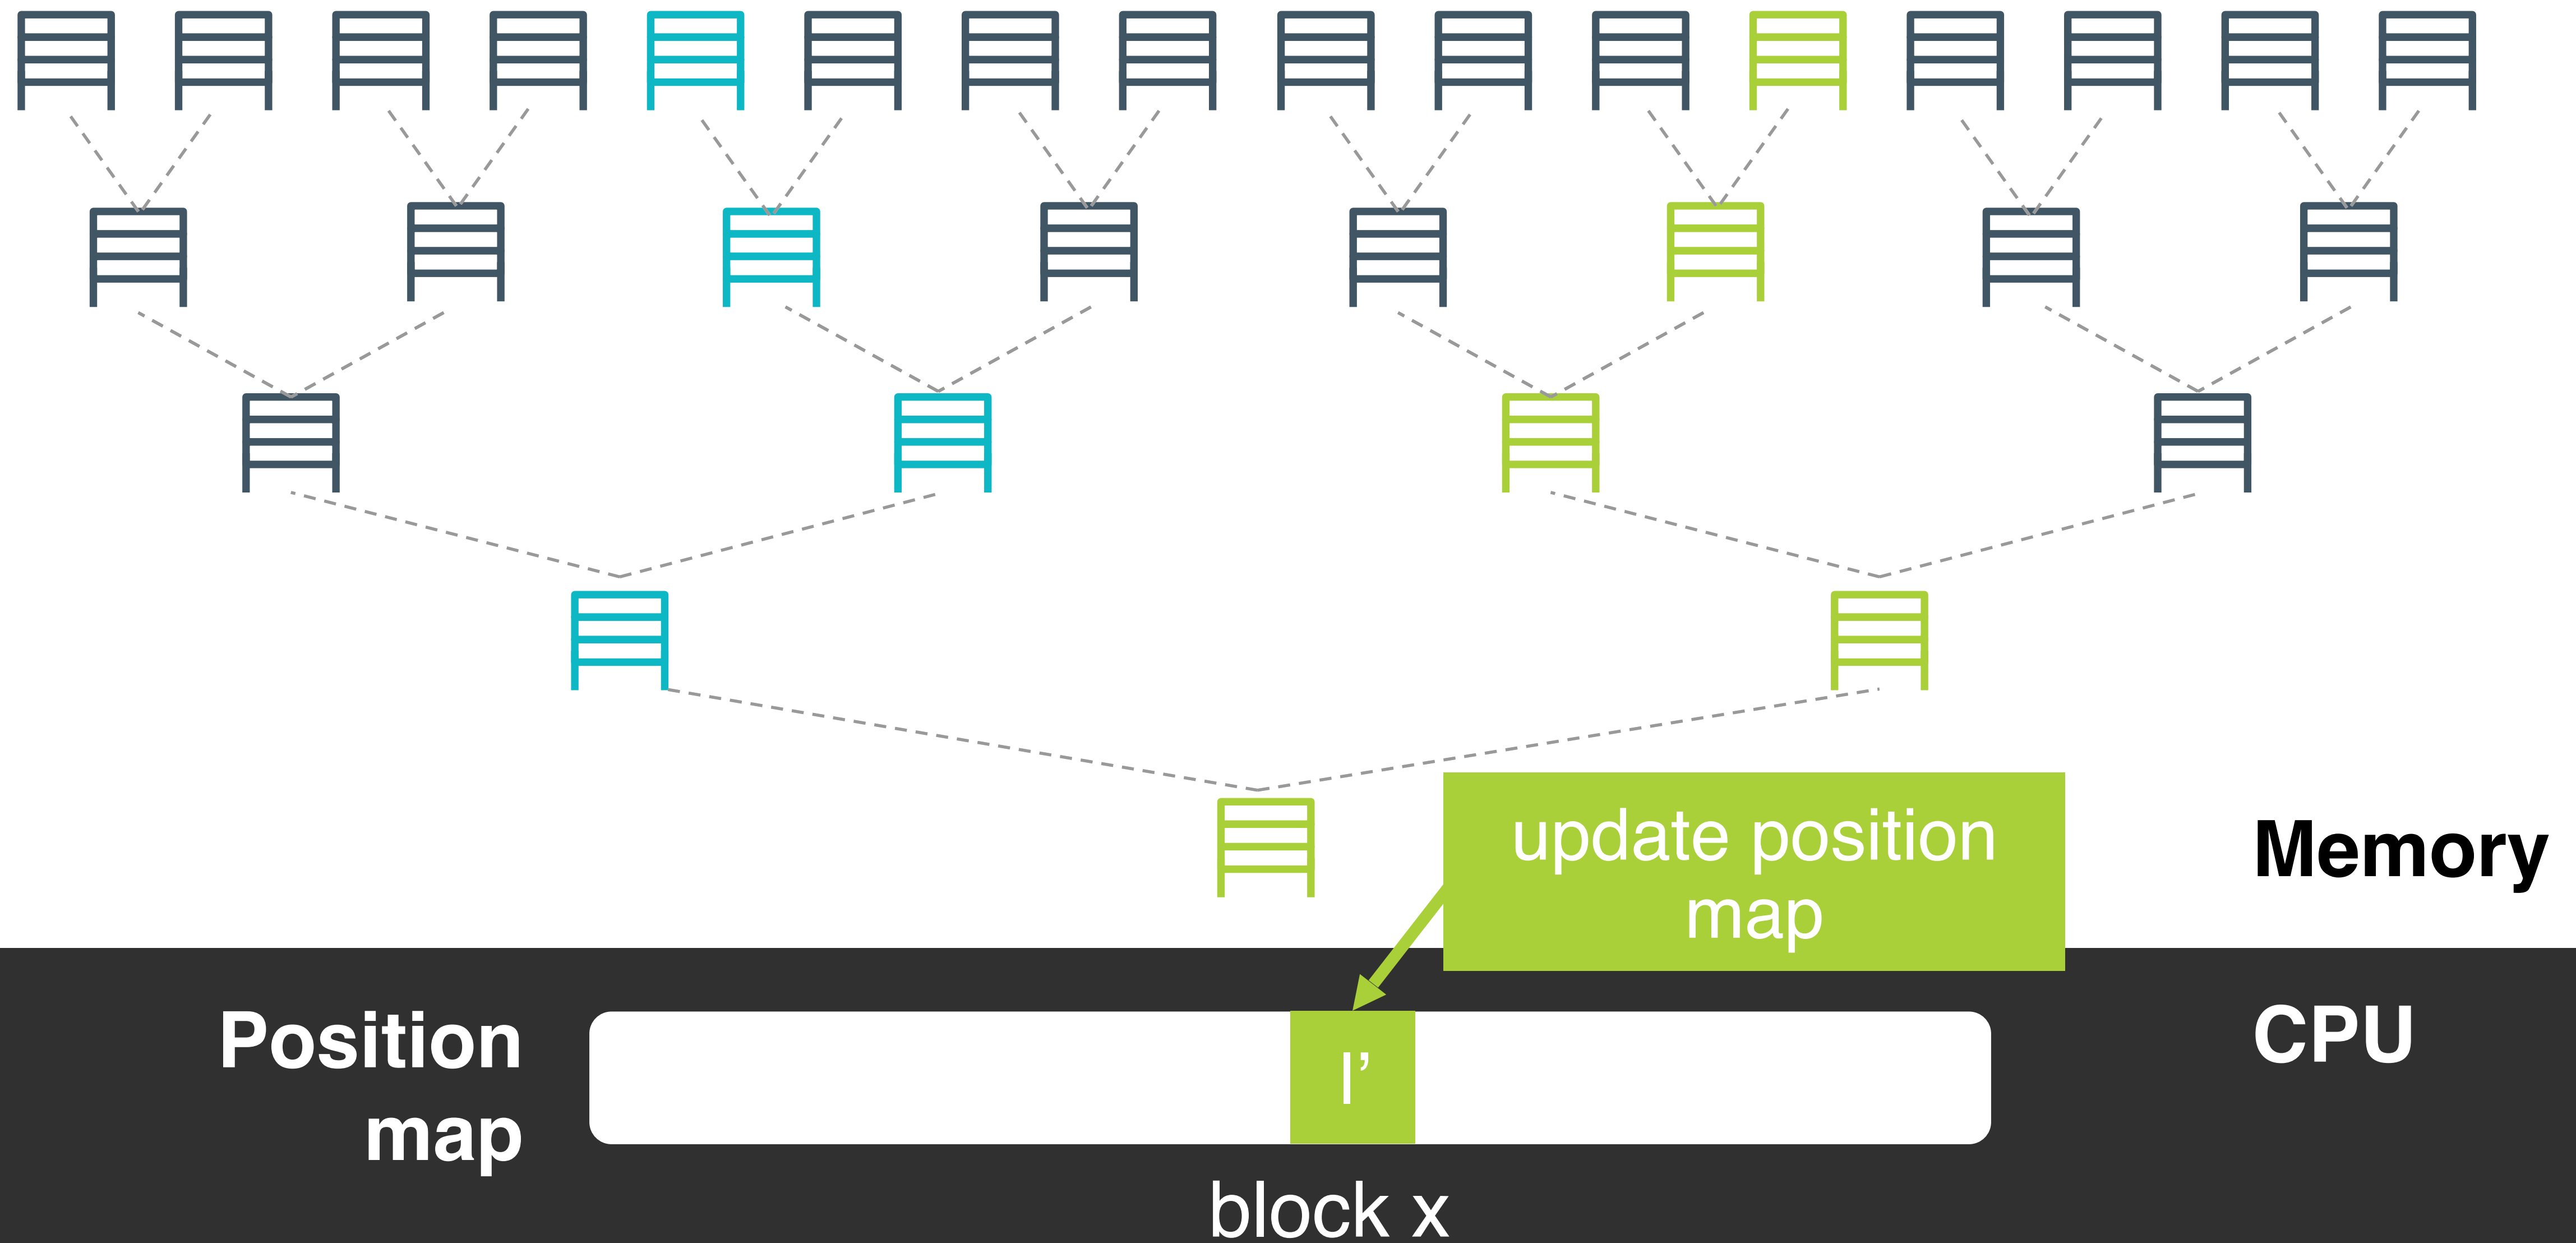 update position
map
Memory
Position
map
CPU
l’
block x